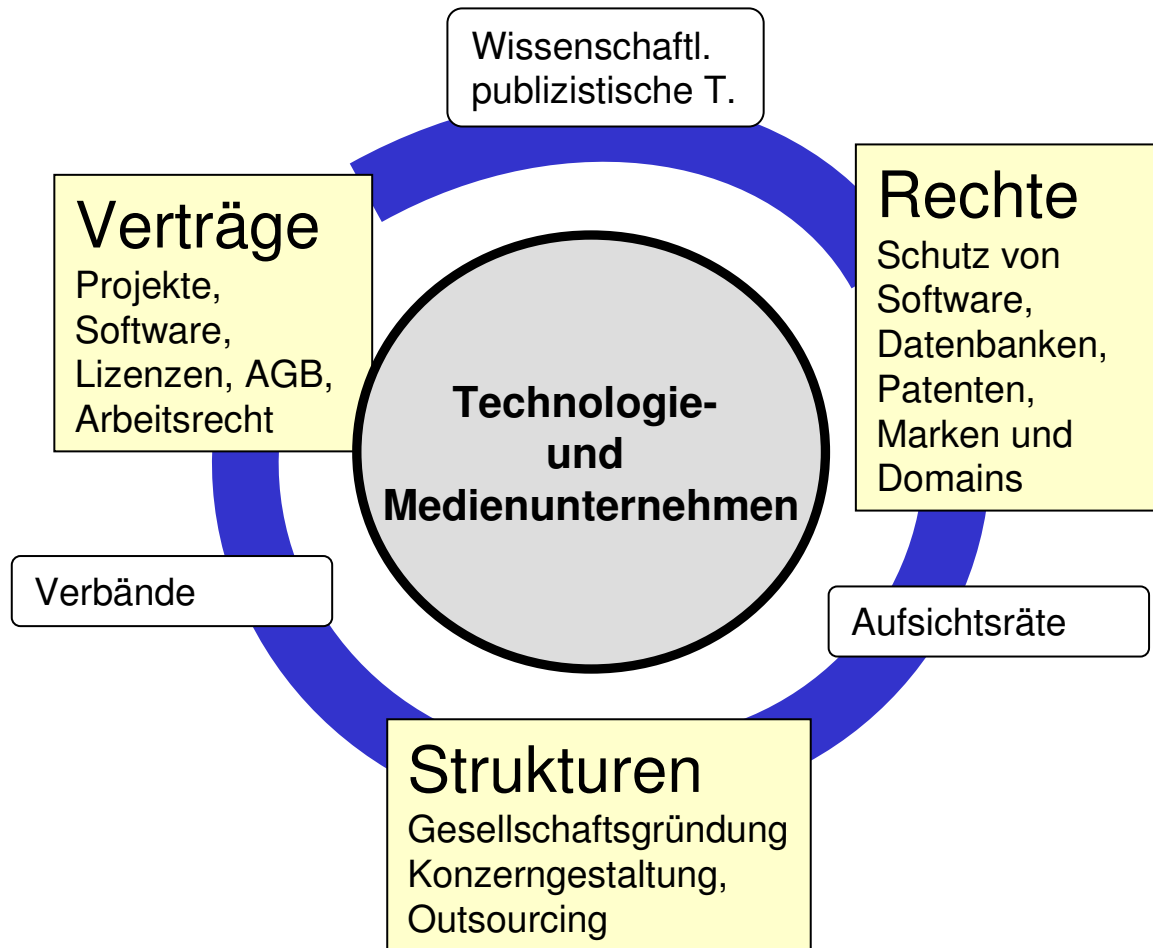 Wissenschaftl.
publizistische T.
Verträge
Projekte,
Software,
Lizenzen, AGB,
Arbeitsrecht
Rechte
Schutz von
Software,
Datenbanken,
Patenten,
Marken und
Domains
Technologie-
und
Medienunternehmen
Verbände
Aufsichtsräte
Strukturen
Gesellschaftsgründung
Konzerngestaltung,
Outsourcing